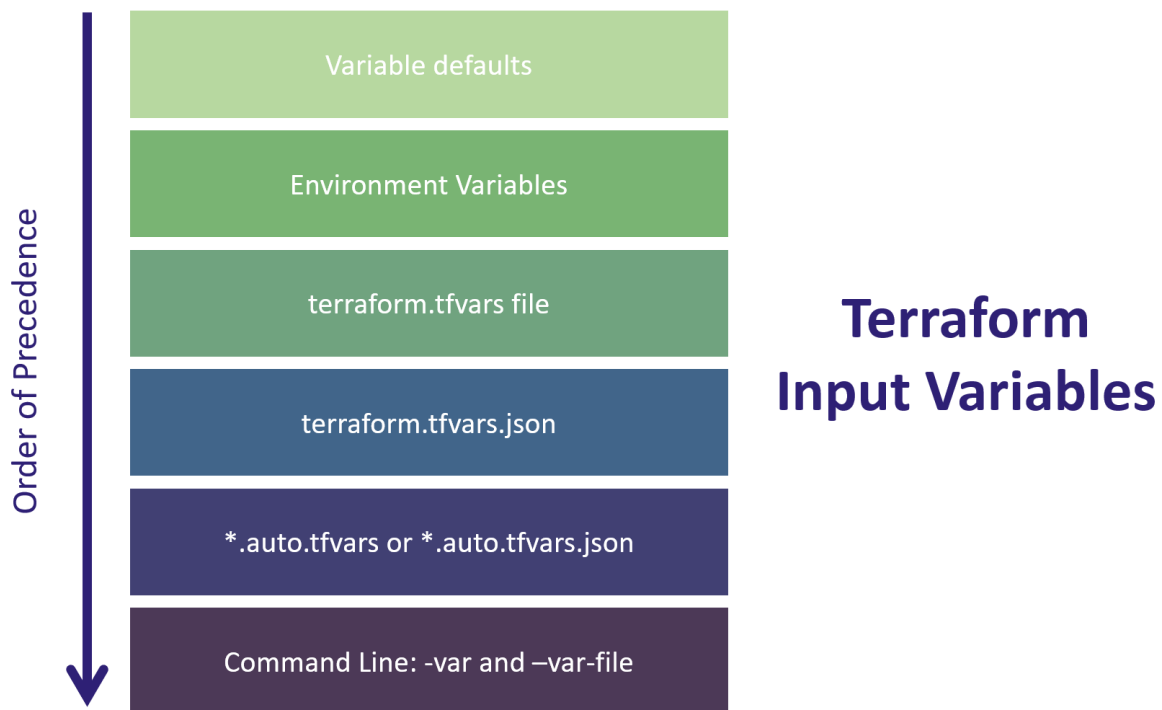 Order of Precedence
Variable defaults
Environment Variables
terraform.tfvars file
terraform.tfvars.json
*.auto.tfvars or *.auto.tfvars.json
Command Line: -var and –var-file
Terraform
Input Variables